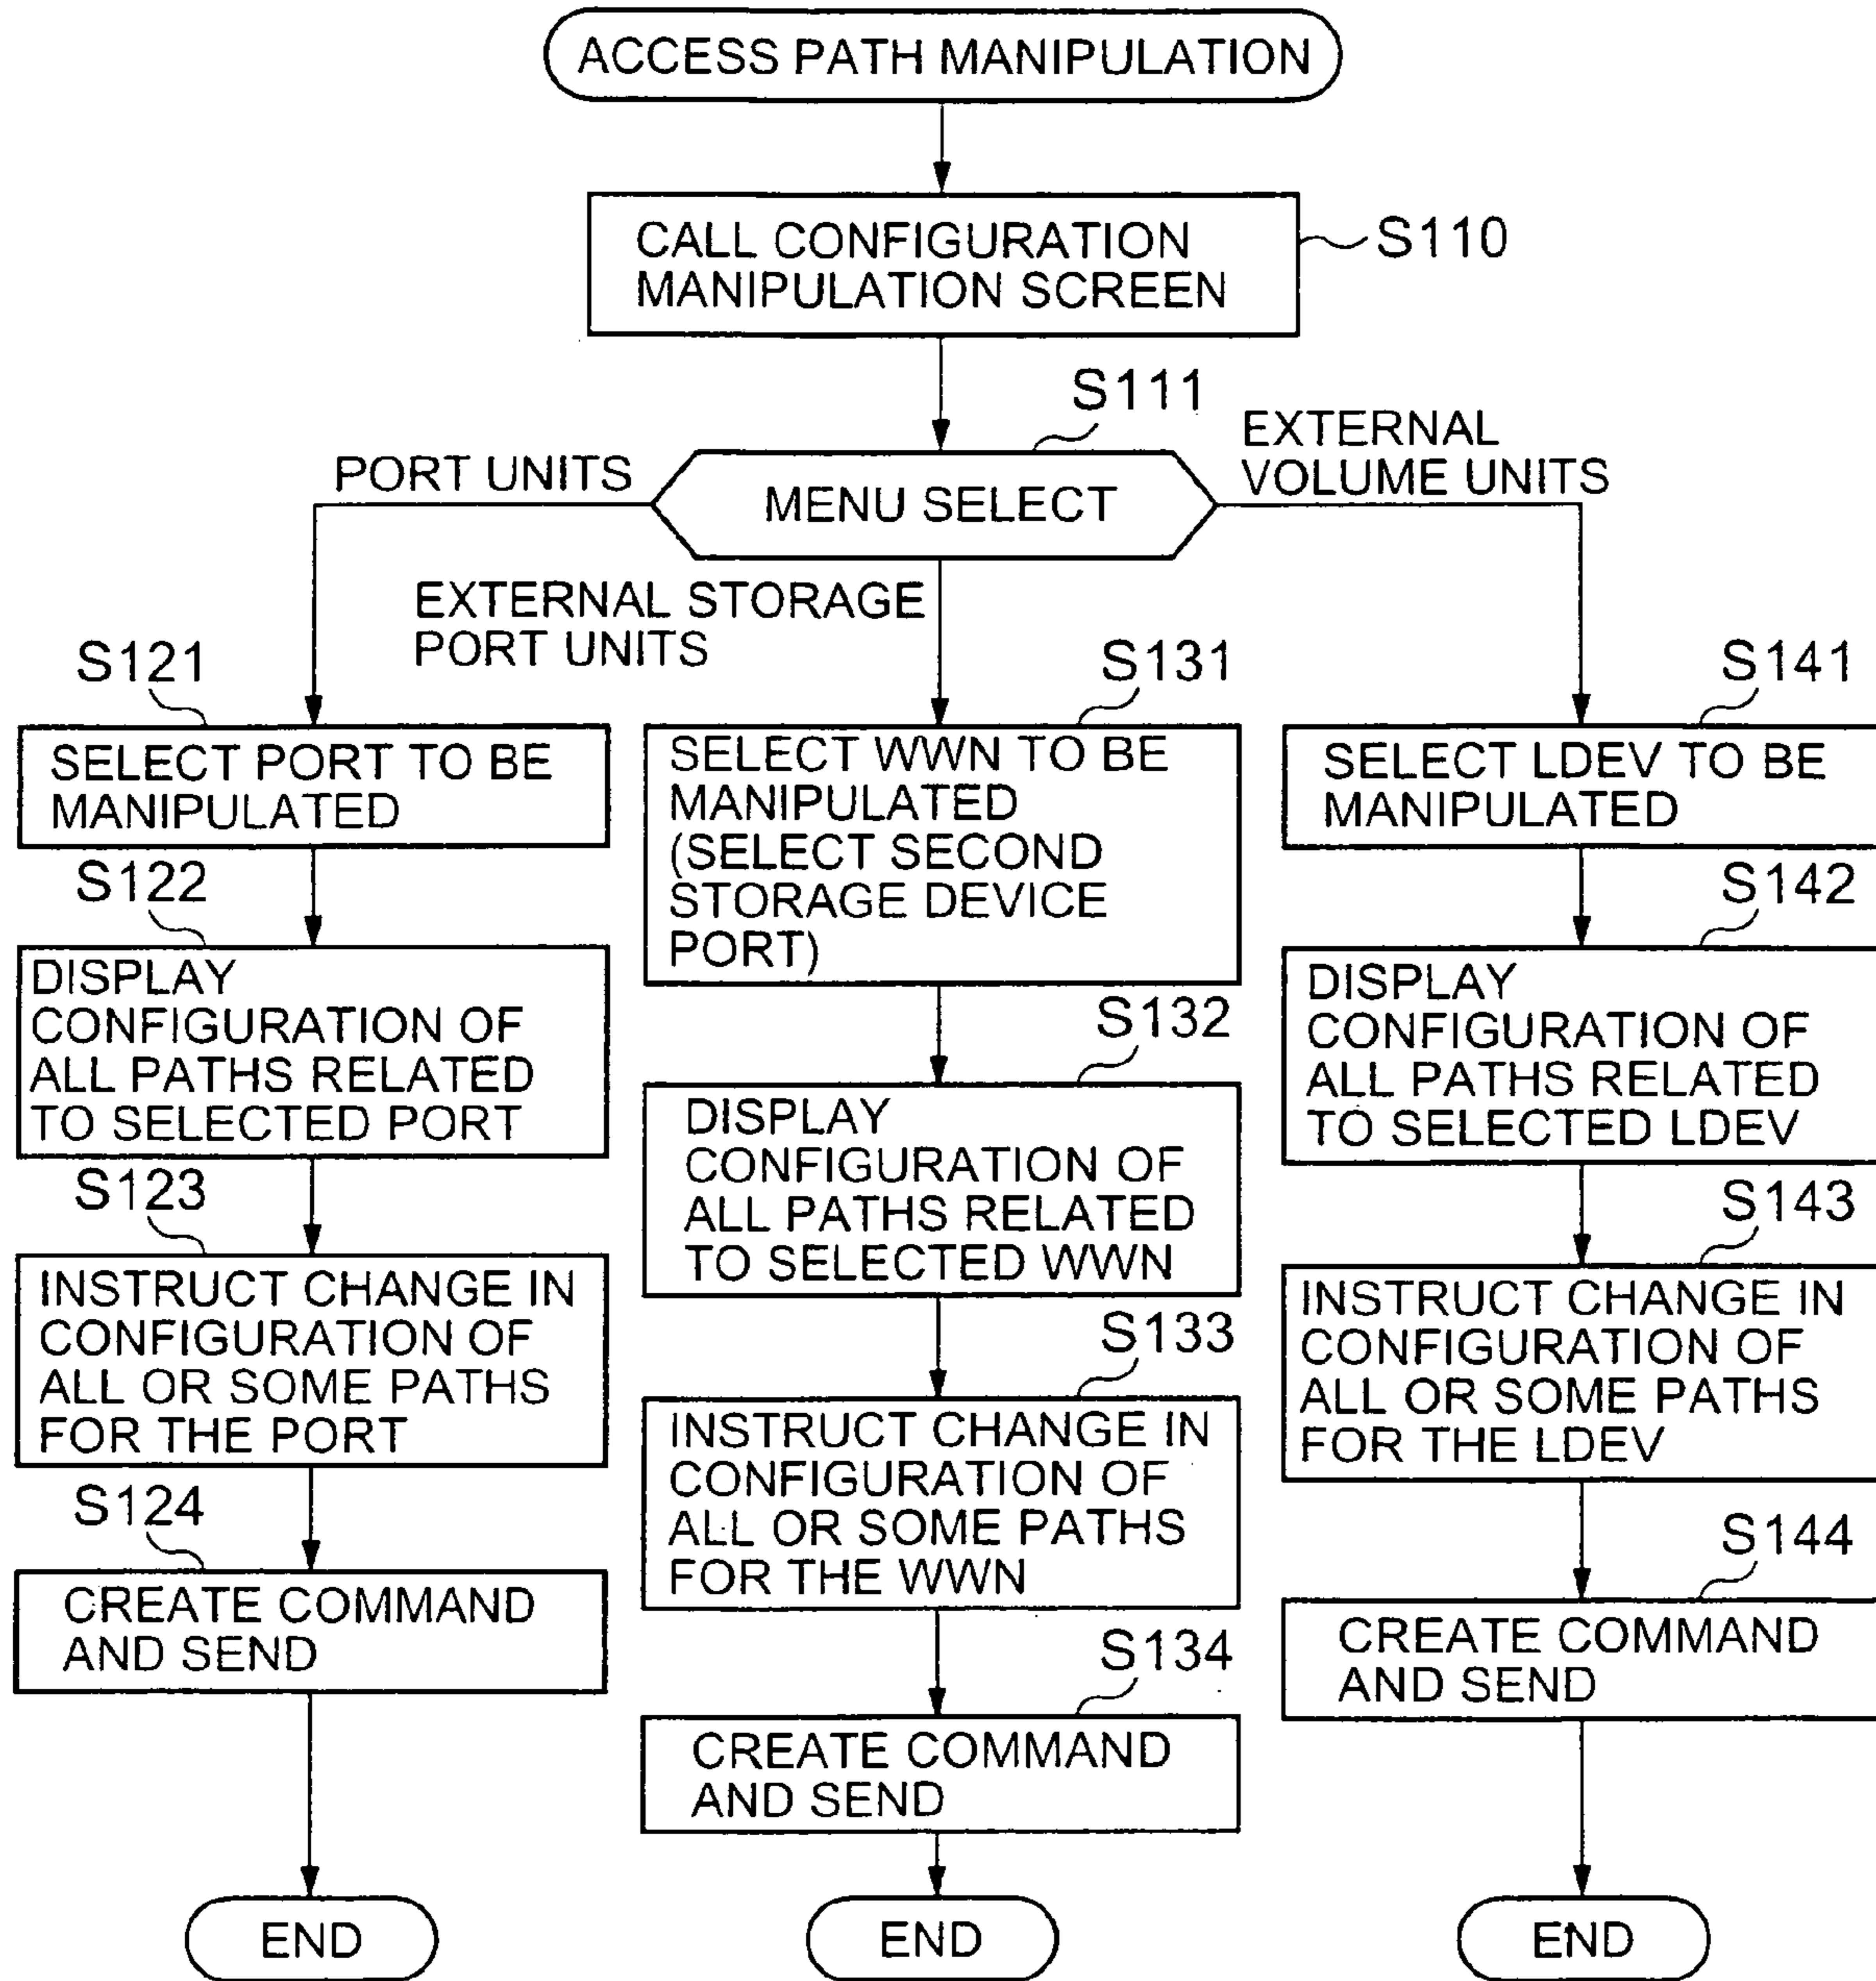 ACCESS PATH MANIPULATION
CALL CONFIGURATION
MANIPULATION SCREEN
S110
S111
MENU SELECT
PORT UNITS
EXTERNAL STORAGE
PORT UNITS
EXTERNAL
VOLUME UNITS
S121
SELECT PORT TO BE
MANIPULATED
S122
DISPLAY
CONFIGURATION OF
ALL PATHS RELATED
TO SELECTED PORT
S123
INSTRUCT CHANGE IN
CONFIGURATION OF
ALL OR SOME PATHS
FOR THE PORT
S124
CREATE COMMAND
AND SEND
END
S131
SELECT WWN TO BE
MANIPULATED
(SELECT SECOND
STORAGE DEVICE
PORT)
S132
DISPLAY
CONFIGURATION OF
ALL PATHS RELATED
TO SELECTED WWN
S133
INSTRUCT CHANGE IN
CONFIGURATION OF
ALL OR SOME PATHS
FOR THE WWN
S134
CREATE COMMAND
AND SEND
END
S141
SELECT LDEV TO BE
MANIPULATED
S142
DISPLAY
CONFIGURATION OF
ALL PATHS RELATED
TO SELECTED LDEV
S143
INSTRUCT CHANGE IN
CONFIGURATION OF
ALL OR SOME PATHS
FOR THE LDEV
S144
CREATE COMMAND
AND SEND
END